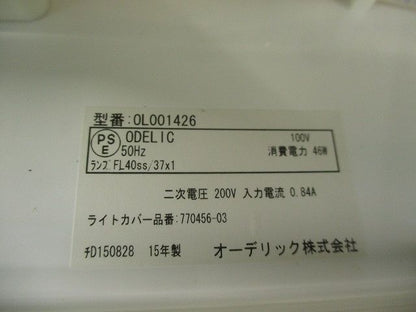 型番:OL001426
PS E ODELIC 100V
50Hz 消費電力 46W
ランプ FL40ss/37x1
二次電圧 200V 入力電流 0.84A
ライトカバー品番:770456-03
ﾁD150828 15年製 オーデリック株式会社